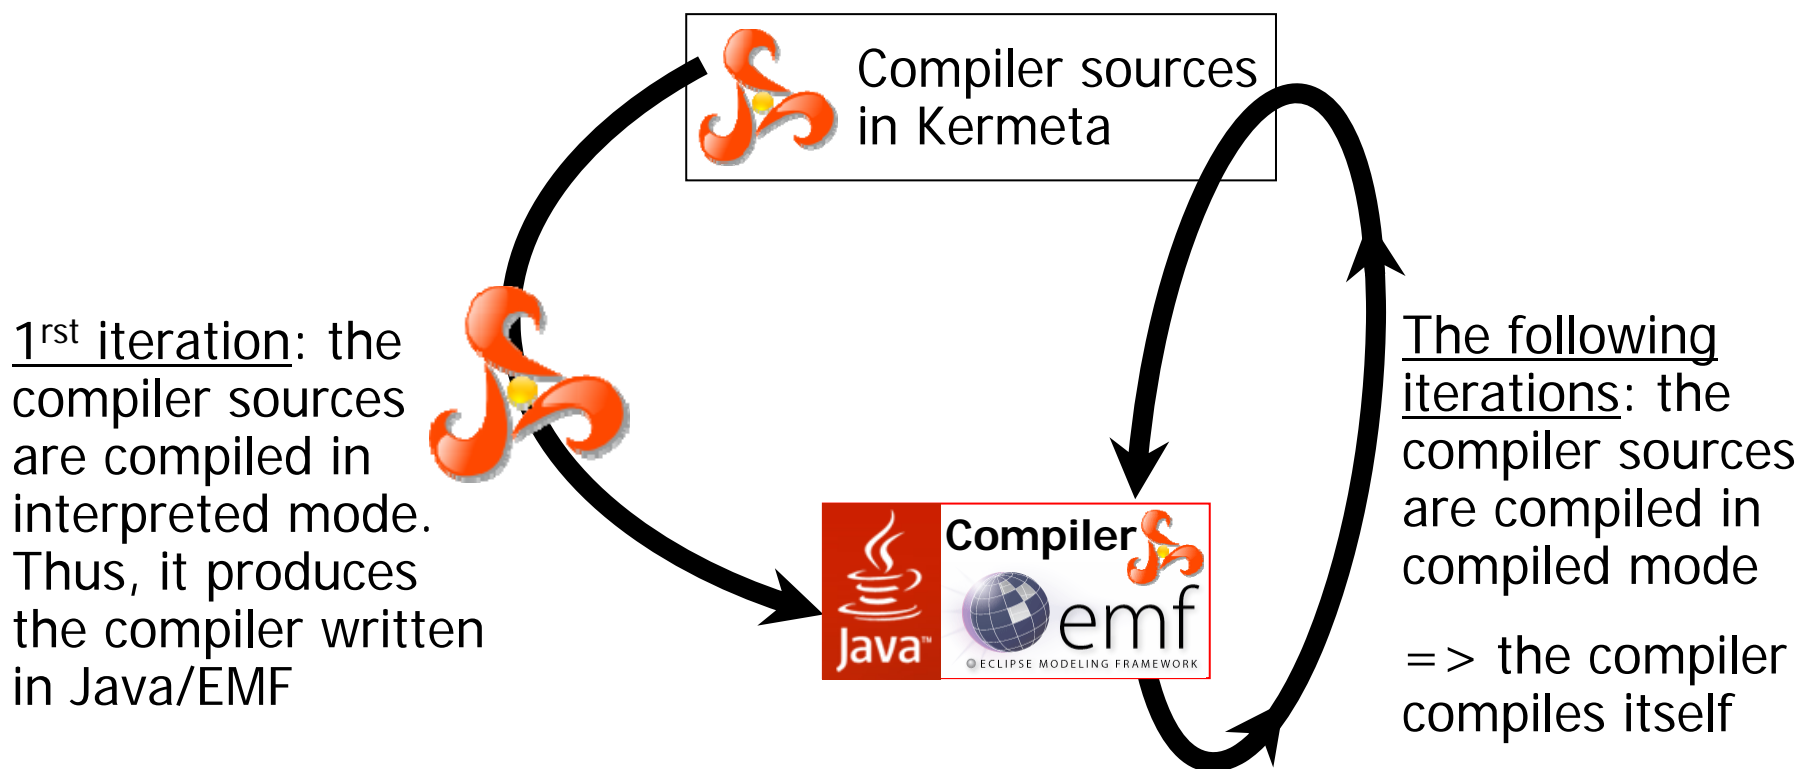 Compiler sources
in Kermeta
1rst iteration: the
compiler sources
are compiled in
interpreted mode.
Thus, it produces
the compiler written
in Java/EMF
Compiler
Java™
emf
ECLIPSE MODELING FRAMEWORK
The following
iterations: the
compiler sources
are compiled in
compiled mode
=> the compiler
compiles itself